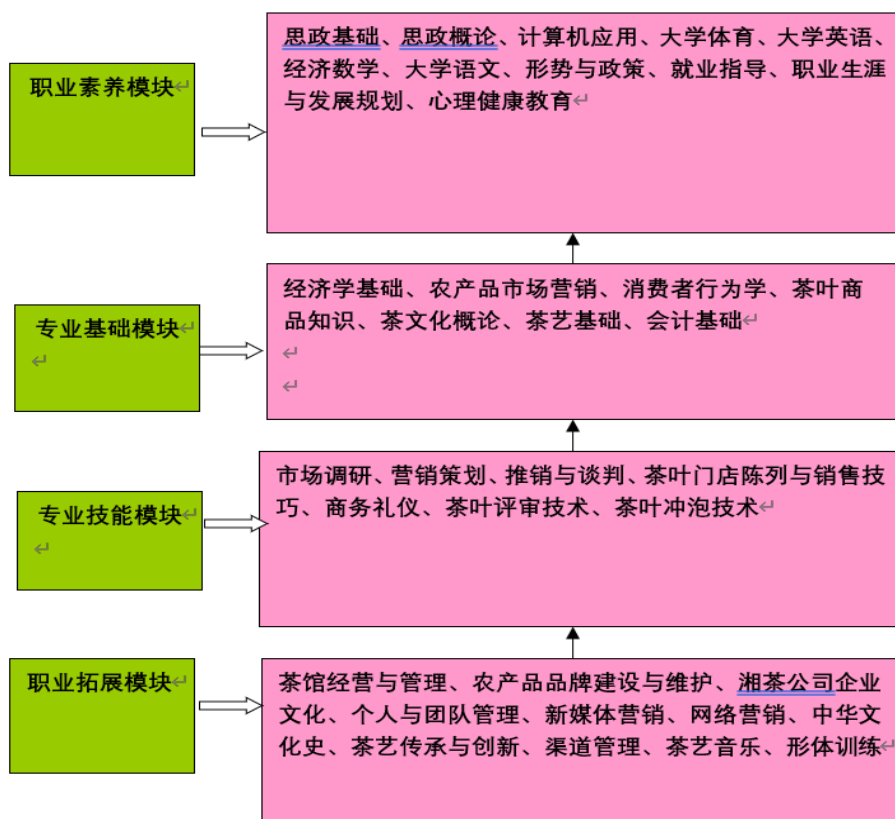 职业素养模块
思政基础、思政概论、计算机应用、大学体育、大学英语、
经济数学、大学语文、形势与政策、就业指导、职业生涯
与发展规划、心理健康教育
专业基础模块
经济学基础、农产品市场营销、消费者行为学、茶叶商
品知识、茶文化概论、茶艺基础、会计基础
专业技能模块
市场调研、营销策划、推销与谈判、茶叶门店陈列与销售技
巧、商务礼仪、茶叶评审技术、茶叶冲泡技术
职业拓展模块
茶馆经营与管理、农产品品牌建设与维护、湘茶公司企业
文化、个人与团队管理、新媒体营销、网络营销、中华文
化史、茶艺传承与创新、渠道管理、茶艺音乐、形体训练